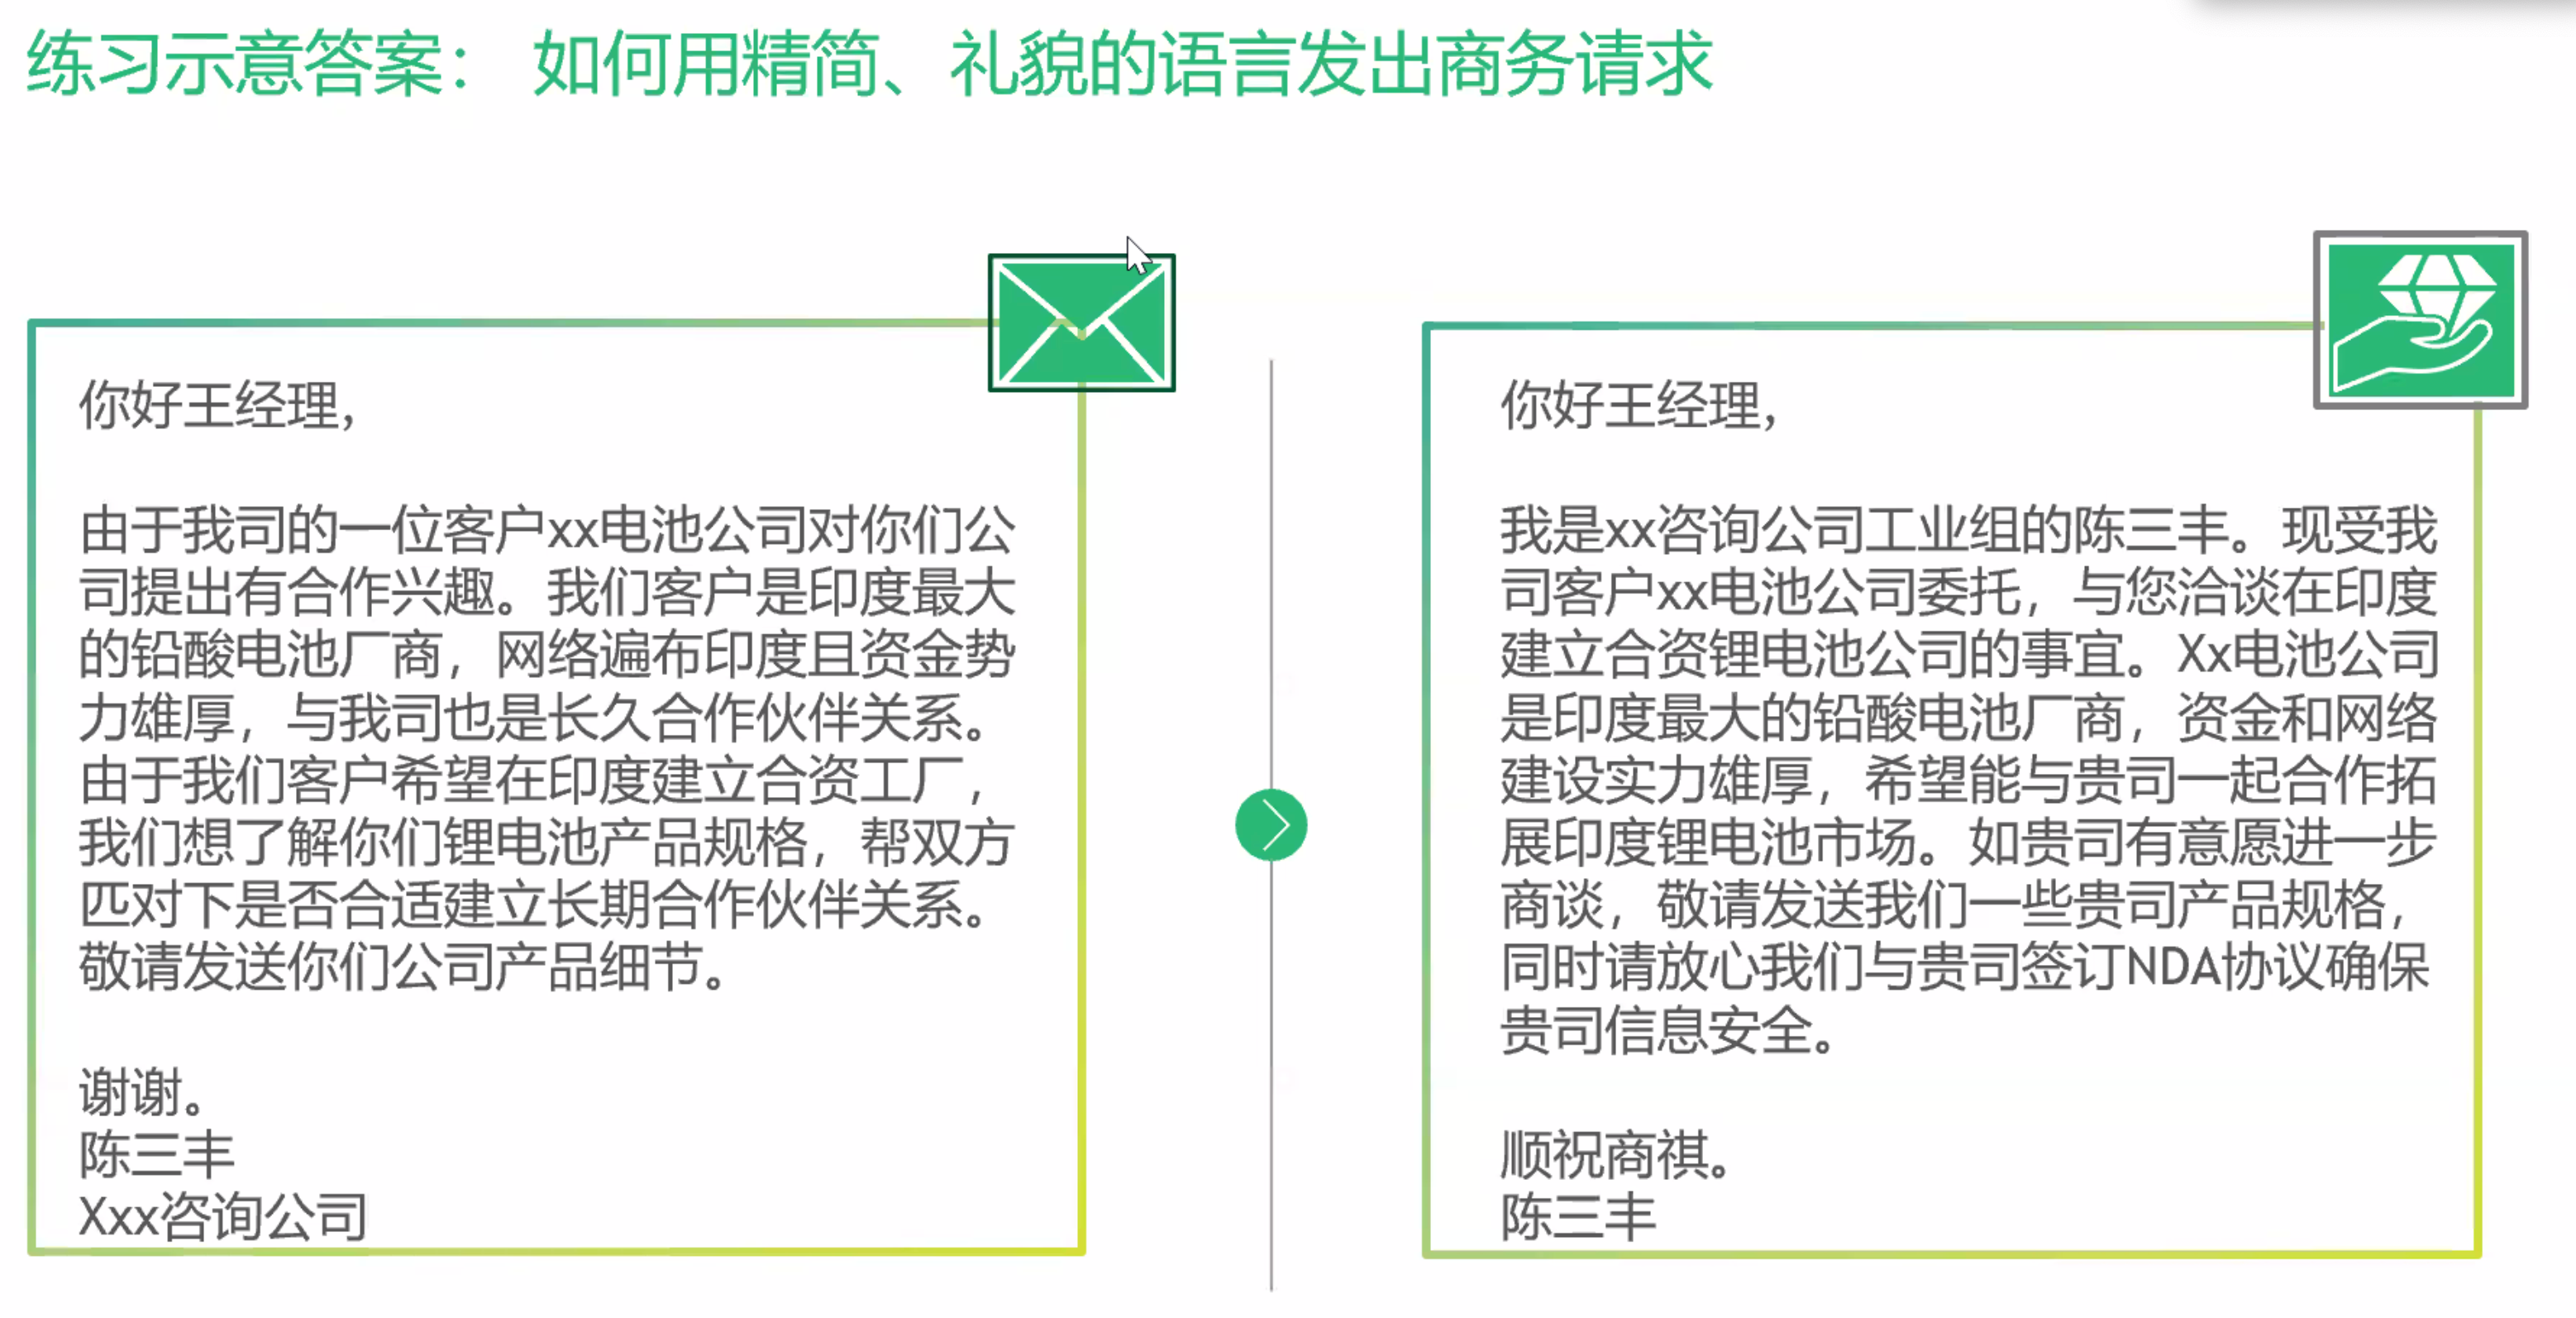 练习示意答案： 如何用精简、礼貌的语言发出商务请求
你好王经理，
由于我司的一位客户xx电池公司对你们公
司提出有合作兴趣。我们客户是印度最大
的铅酸电池厂商，网络遍布印度且资金势
力雄厚，与我司也是长久合作伙伴关系。
由于我们客户希望在印度建立合资工厂，
我们想了解你们锂电池产品规格，帮双方
匹对下是否合适建立长期合作伙伴关系。
敬请发送你们公司产品细节。
谢谢。
陈三丰
Xxx咨询公司
你好王经理，
我是xx咨询公司工业组的陈三丰。现受我
司客户xx电池公司委托，与您洽谈在印度
建立合资锂电池公司的事宜。Xx电池公司
是印度最大的铅酸电池厂商，资金和网络
建设实力雄厚，希望能与贵司一起合作拓
展印度锂电池市场。如贵司有意愿进一步
商谈，敬请发送我们一些贵司产品规格，
同时请放心我们与贵司签订NDA协议确保
贵司信息安全。
顺祝商祺。
陈三丰